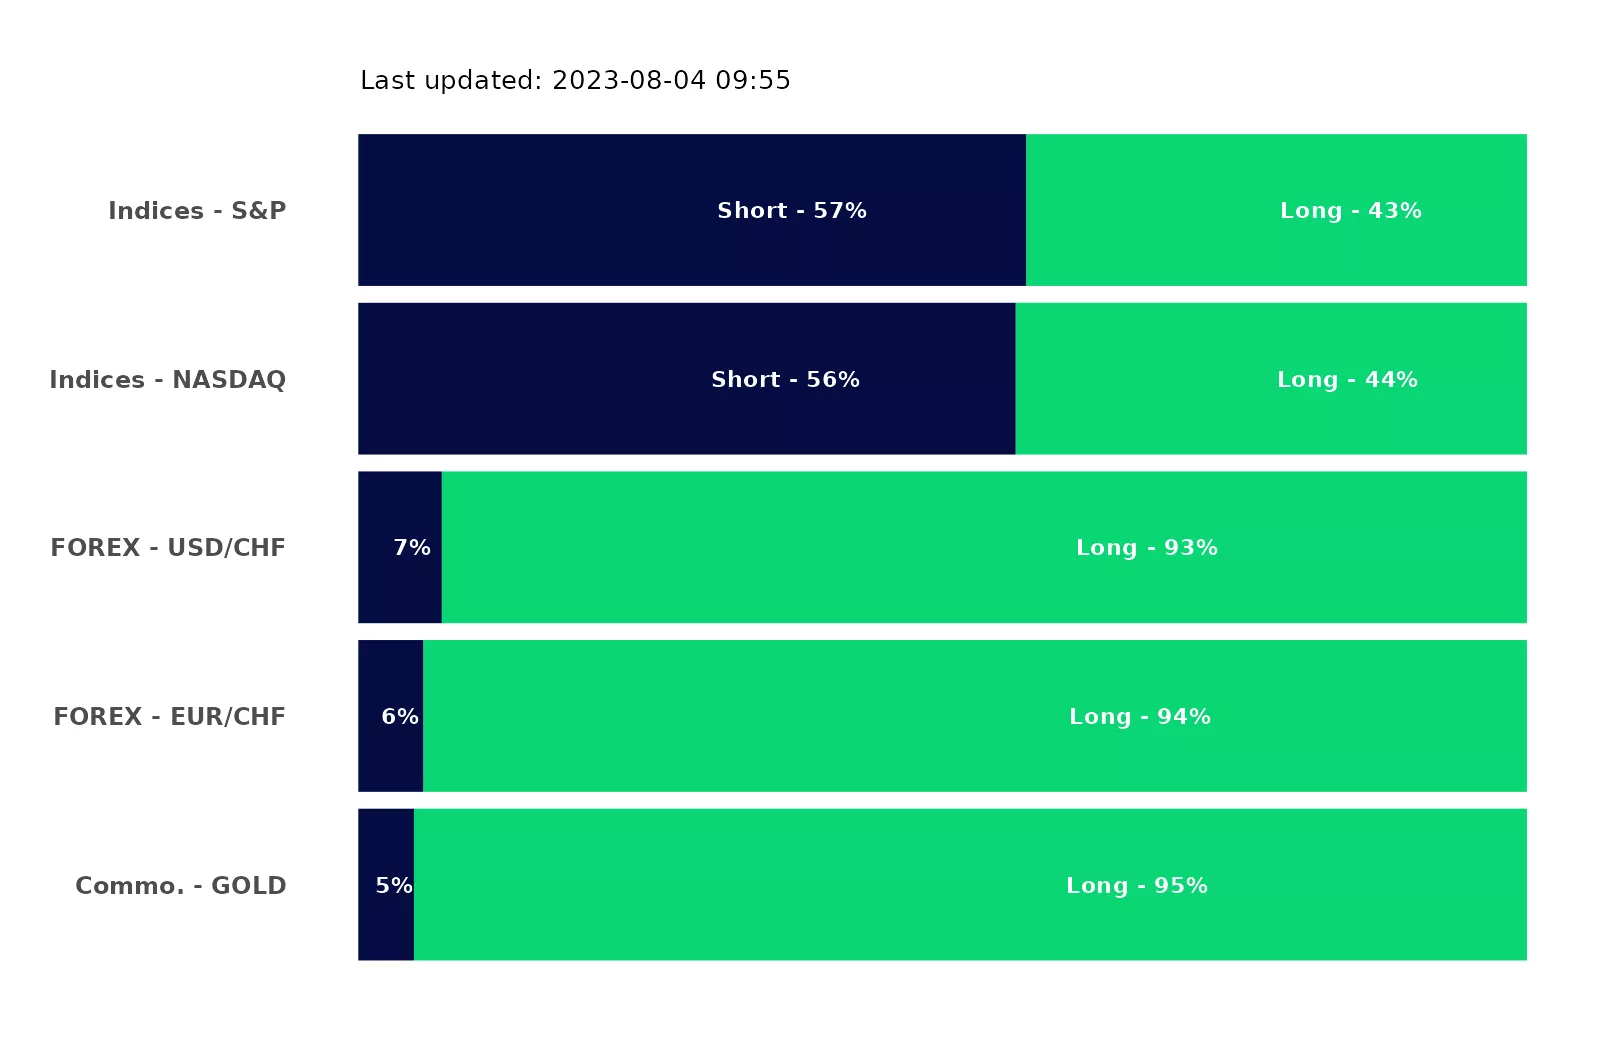 Last updated: 2023-08-04 09:55
Indices - S&P Short - 57% Long - 43%
Indices - NASDAQ Short - 56% Long - 44%
FOREX - USD/CHF 7% Long - 93%
FOREX - EUR/CHF 6% Long - 94%
Commo. - GOLD 5% Long - 95%